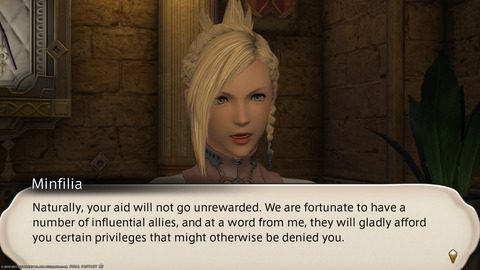 Minfilia
Naturally, your aid will not go unrewarded. We are fortunate to have a
number of influential allies, and at a word from me, they will gladly afford
you certain privileges that might otherwise be denied you.